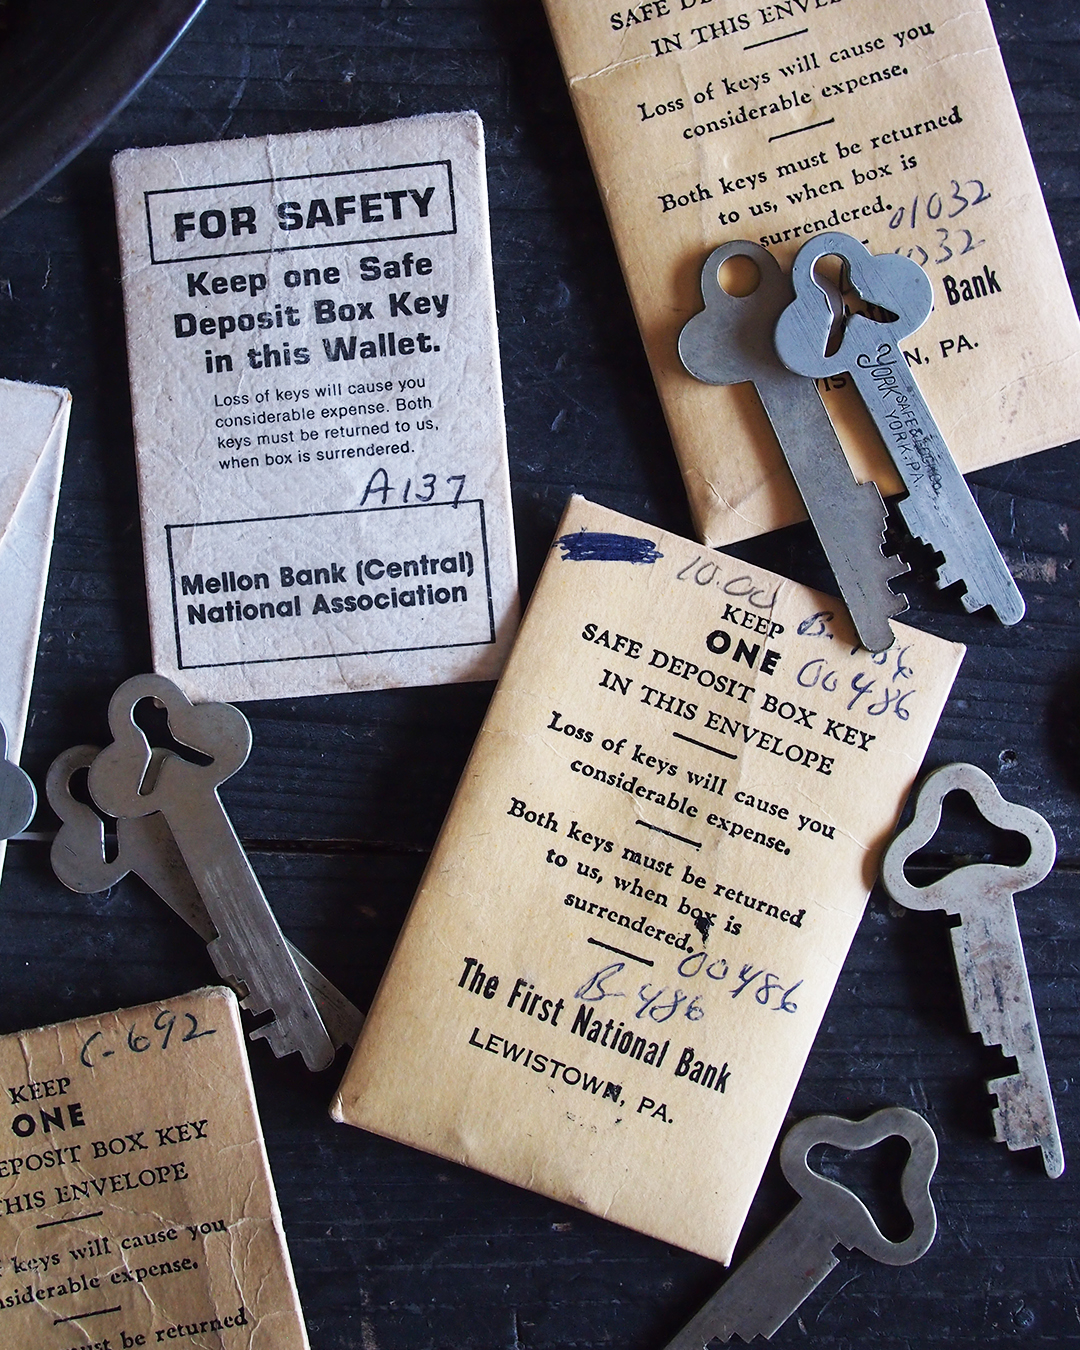 FOR SAFETY
Keep one Safe
Deposit Box Key
in this Wallet.
Loss of keys will cause you
considerable expense. Both
keys must be returned to us,
when box is surrendered.
A137
Mellon Bank (Central)
National Association
SAFE
IN THIS
Loss of keys will cause you
considerable expense.
Both keys must be returned
to us, when box is
surrendered.
01032
Bank
PA.
YORK SAFE &
YORK, PA.
10.00
KEEP
ONE
SAFE DEPOSIT BOX KEY
IN THIS ENVELOPE
B.
00486
Loss of keys will cause you
considerable expense.
Both keys must be returned
to us, when box is
surrendered.
00486
B-486
The First National Bank
LEWISTOWN, PA.
C-692
KEEP
ONE
BOX KEY
ENVELOPE
keys will cause you
expense.
be returned